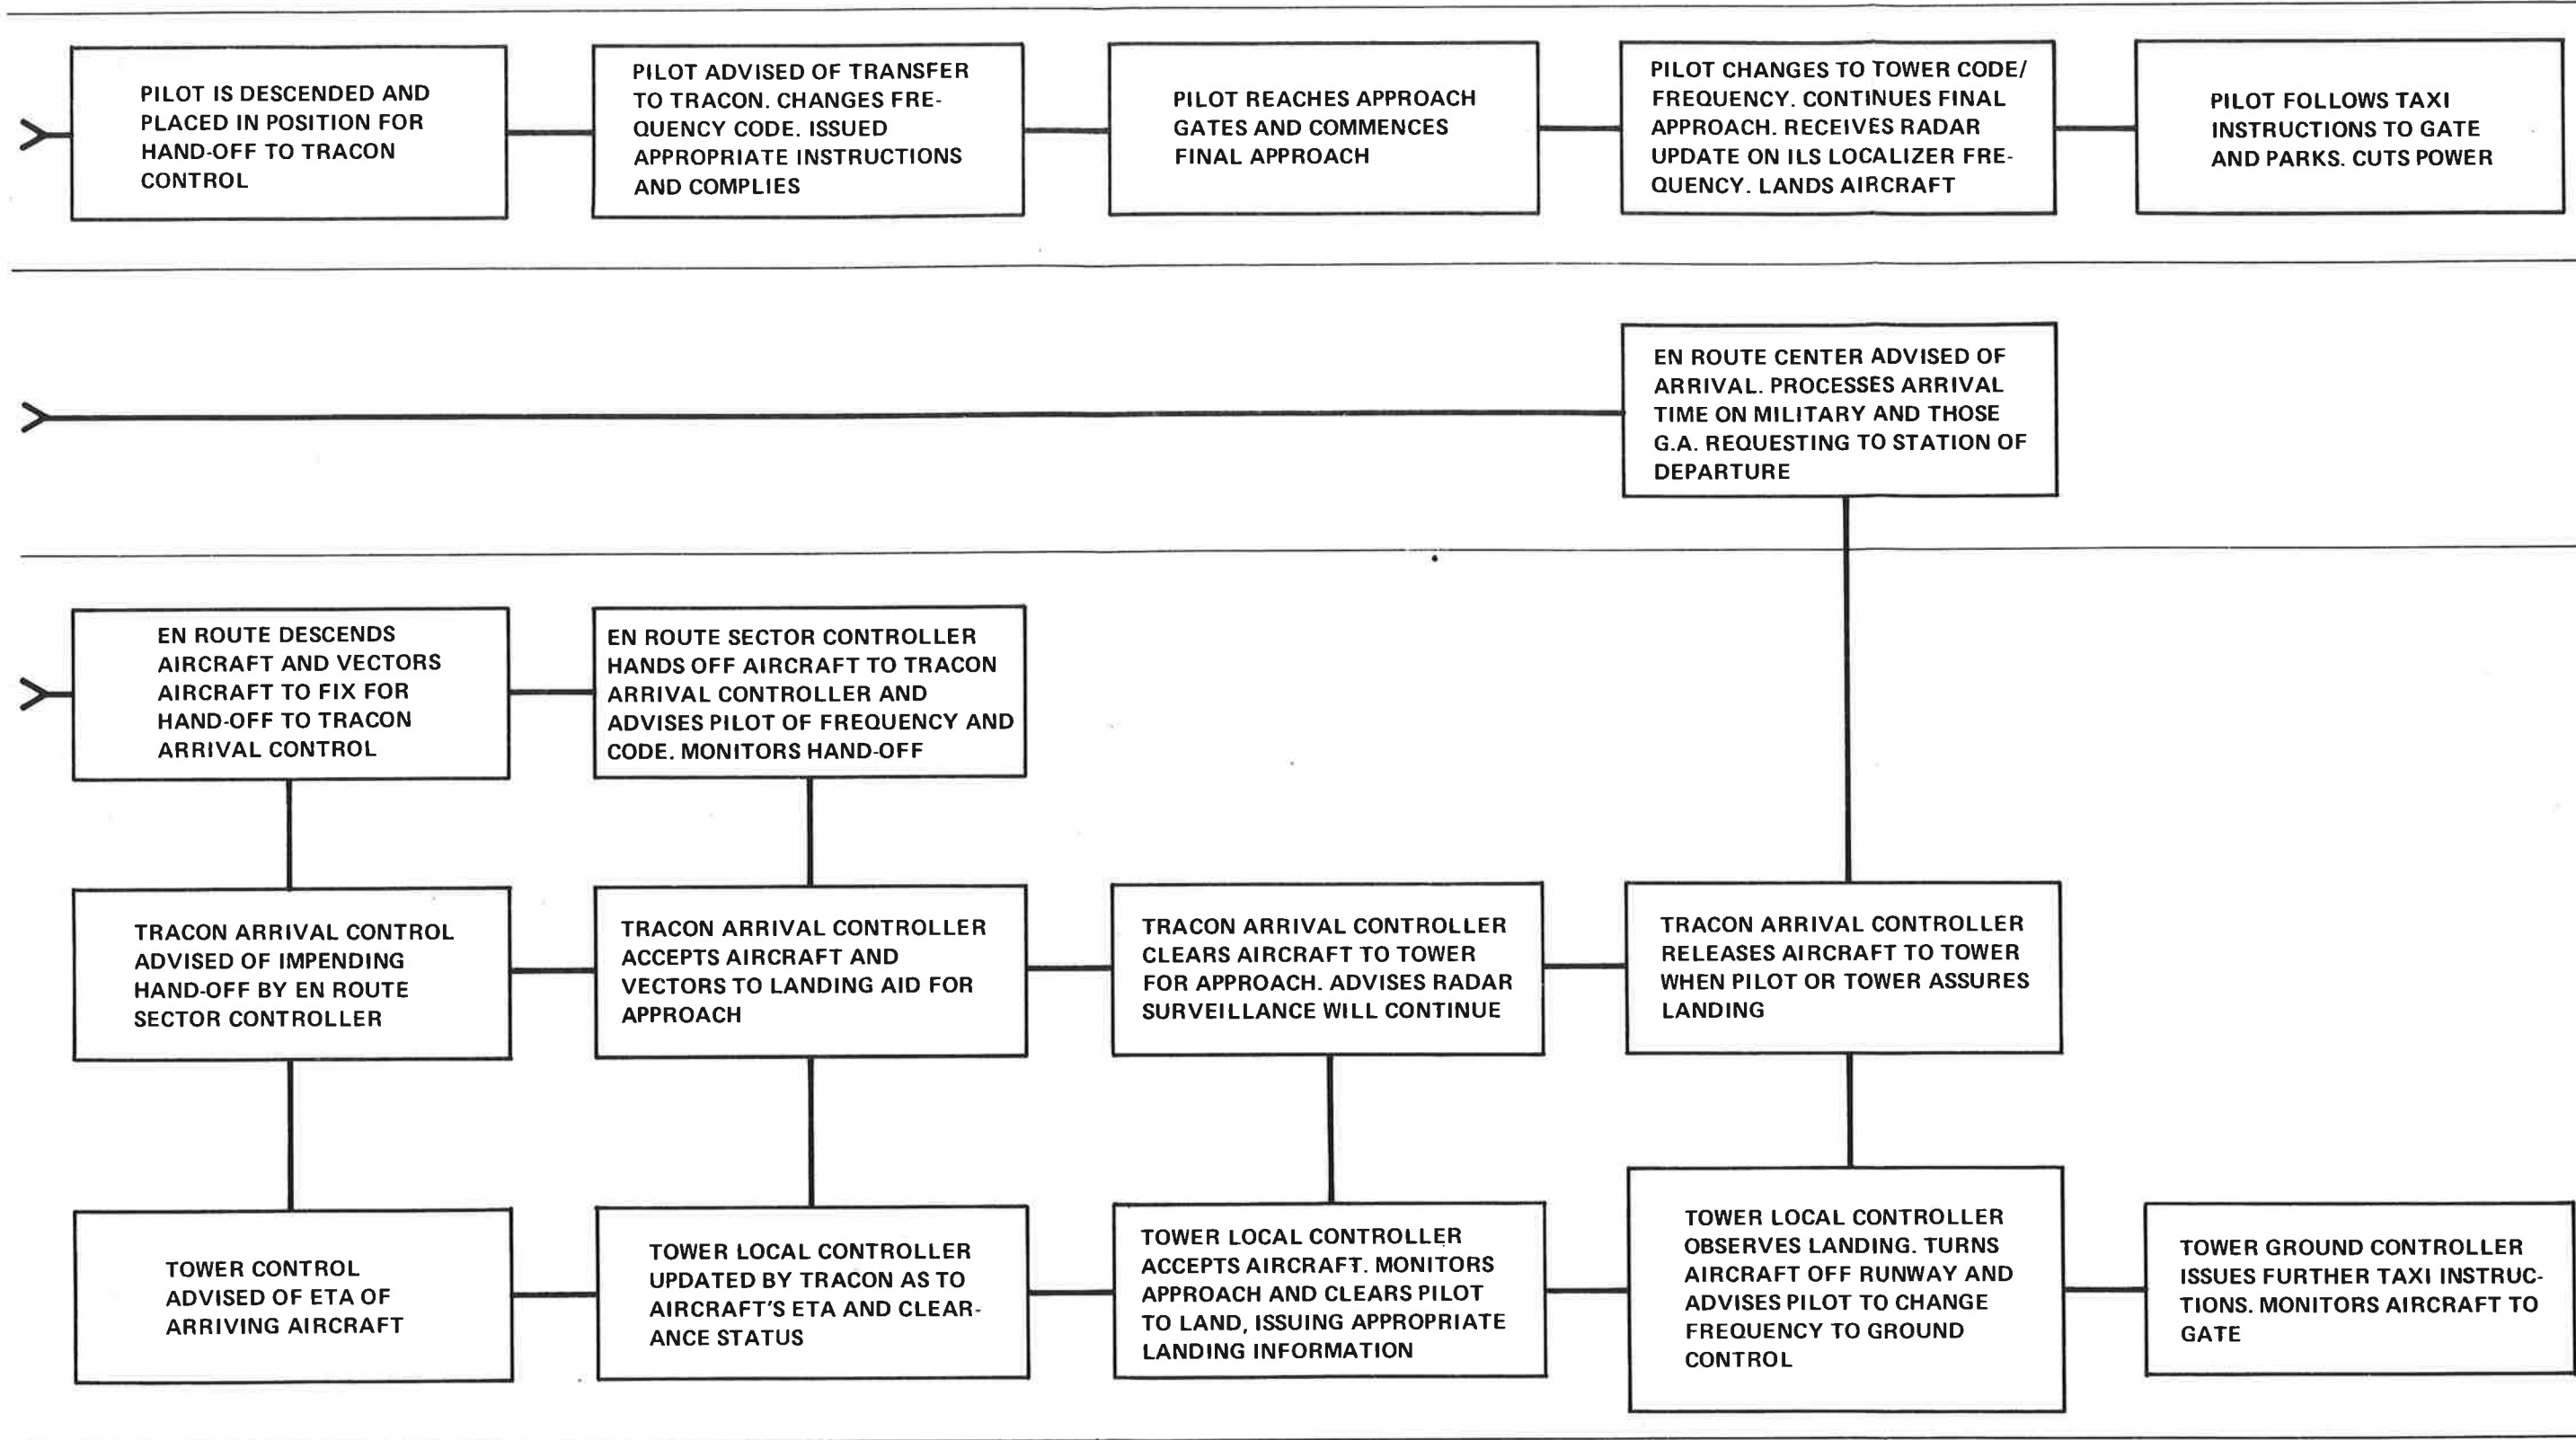 PILOT IS DESCENDED AND
PLACED IN POSITION FOR
HAND-OFF TO TRACON
CONTROL
PILOT ADVISED OF TRANSFER
TO TRACON. CHANGES FRE-
QUENCY CODE. ISSUED
APPROPRIATE INSTRUCTIONS
AND COMPLIES
PILOT REACHES APPROACH
GATES AND COMMENCES
FINAL APPROACH
PILOT CHANGES TO TOWER CODE/
FREQUENCY. CONTINUES FINAL
APPROACH. RECEIVES RADAR
UPDATE ON ILS LOCALIZER FRE-
QUENCY. LANDS AIRCRAFT
PILOT FOLLOWS TAXI
INSTRUCTIONS TO GATE
AND PARKS. CUTS POWER
EN ROUTE CENTER ADVISED OF
ARRIVAL. PROCESSES ARRIVAL
TIME ON MILITARY AND THOSE
G.A. REQUESTING TO STATION OF
DEPARTURE
EN ROUTE DESCENDS
AIRCRAFT AND VECTORS
AIRCRAFT TO FIX FOR
HAND-OFF TO TRACON
ARRIVAL CONTROL
EN ROUTE SECTOR CONTROLLER
HANDS OFF AIRCRAFT TO TRACON
ARRIVAL CONTROLLER AND
ADVISES PILOT OF FREQUENCY AND
CODE. MONITORS HAND-OFF
TRACON ARRIVAL CONTROL
ADVISED OF IMPENDING
HAND-OFF BY EN ROUTE
SECTOR CONTROLLER
TRACON ARRIVAL CONTROLLER
ACCEPTS AIRCRAFT AND
VECTORS TO LANDING AID FOR
APPROACH
TRACON ARRIVAL CONTROLLER
CLEARS AIRCRAFT TO TOWER
FOR APPROACH. ADVISES RADAR
SURVEILLANCE WILL CONTINUE
TRACON ARRIVAL CONTROLLER
RELEASES AIRCRAFT TO TOWER
WHEN PILOT OR TOWER ASSURES
LANDING
TOWER CONTROL
ADVISED OF ETA OF
ARRIVING AIRCRAFT
TOWER LOCAL CONTROLLER
UPDATED BY TRACON AS TO
AIRCRAFT'S ETA AND CLEAR-
ANCE STATUS
TOWER LOCAL CONTROLLER
ACCEPTS AIRCRAFT. MONITORS
APPROACH AND CLEARS PILOT
TO LAND, ISSUING APPROPRIATE
LANDING INFORMATION
TOWER LOCAL CONTROLLER
OBSERVES LANDING. TURNS
AIRCRAFT OFF RUNWAY AND
ADVISES PILOT TO CHANGE
FREQUENCY TO GROUND
CONTROL
TOWER GROUND CONTROLLER
ISSUES FURTHER TAXI INSTRUC-
TIONS. MONITORS AIRCRAFT TO
GATE